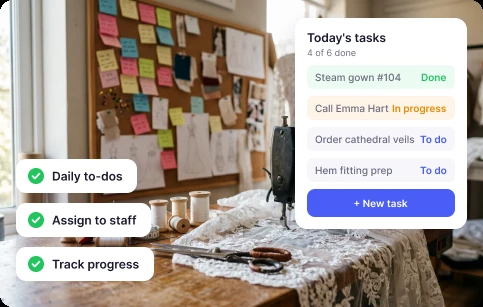 Today's tasks
4 of 6 done
Steam gown #104 Done
Call Emma Hart In progress
Order cathedral veils To do
Hem fitting prep To do
+ New task
Daily to-dos
Assign to staff
Track progress